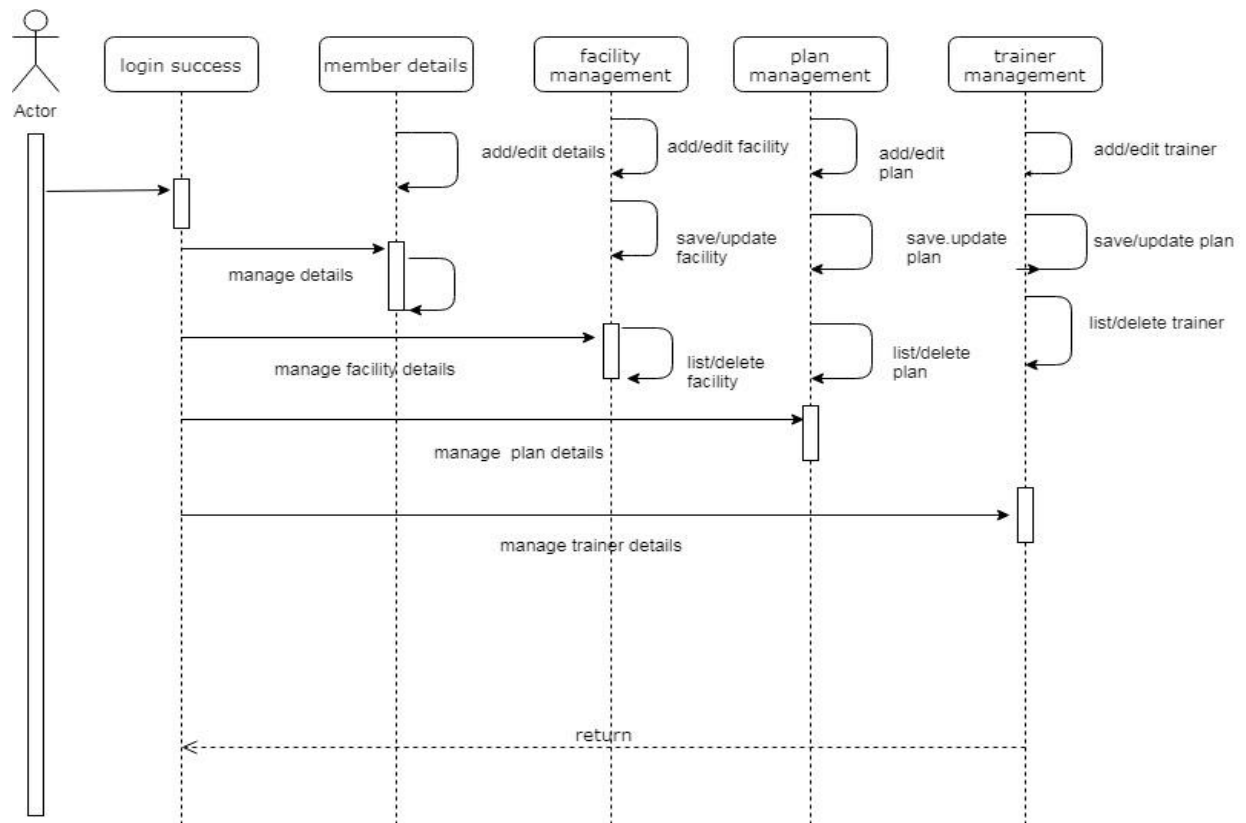 Actor
login success
member details
facility
management
plan
management
trainer
management
add/edit details
add/edit facility
add/edit
plan
add/edit trainer
save/update
facility
save.update
plan
save/update plan
manage details
list/delete trainer
manage facility details
list/delete
facility
list/delete
plan
manage plan details
manage trainer details
return